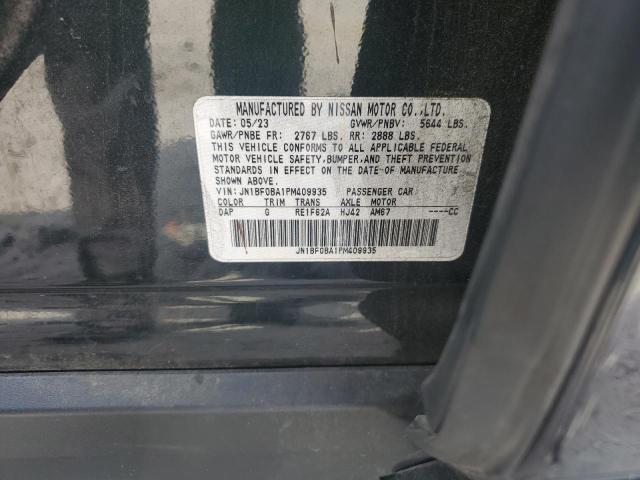 MANUFACTURED BY NISSAN MOTOR CO.,LTD.
DATE: 05/23 GVWR/PNBV: 5644 LBS.
GAWR/PNBE FR: 2767 LBS. RR: 2888 LBS.
THIS VEHICLE CONFORMS TO ALL APPLICABLE FEDERAL
MOTOR VEHICLE SAFETY, BUMPER, AND THEFT PREVENTION
STANDARDS IN EFFECT ON THE DATE OF MANUFACTURE
SHOWN ABOVE.
VIN: JN1BF0BA1PM409935 PASSENGER CAR
COLOR TRIM TRANS AXLE MOTOR
DAP G RE1F62A HJ42 AM67 ----CC
JN1BF0BA1PM409935